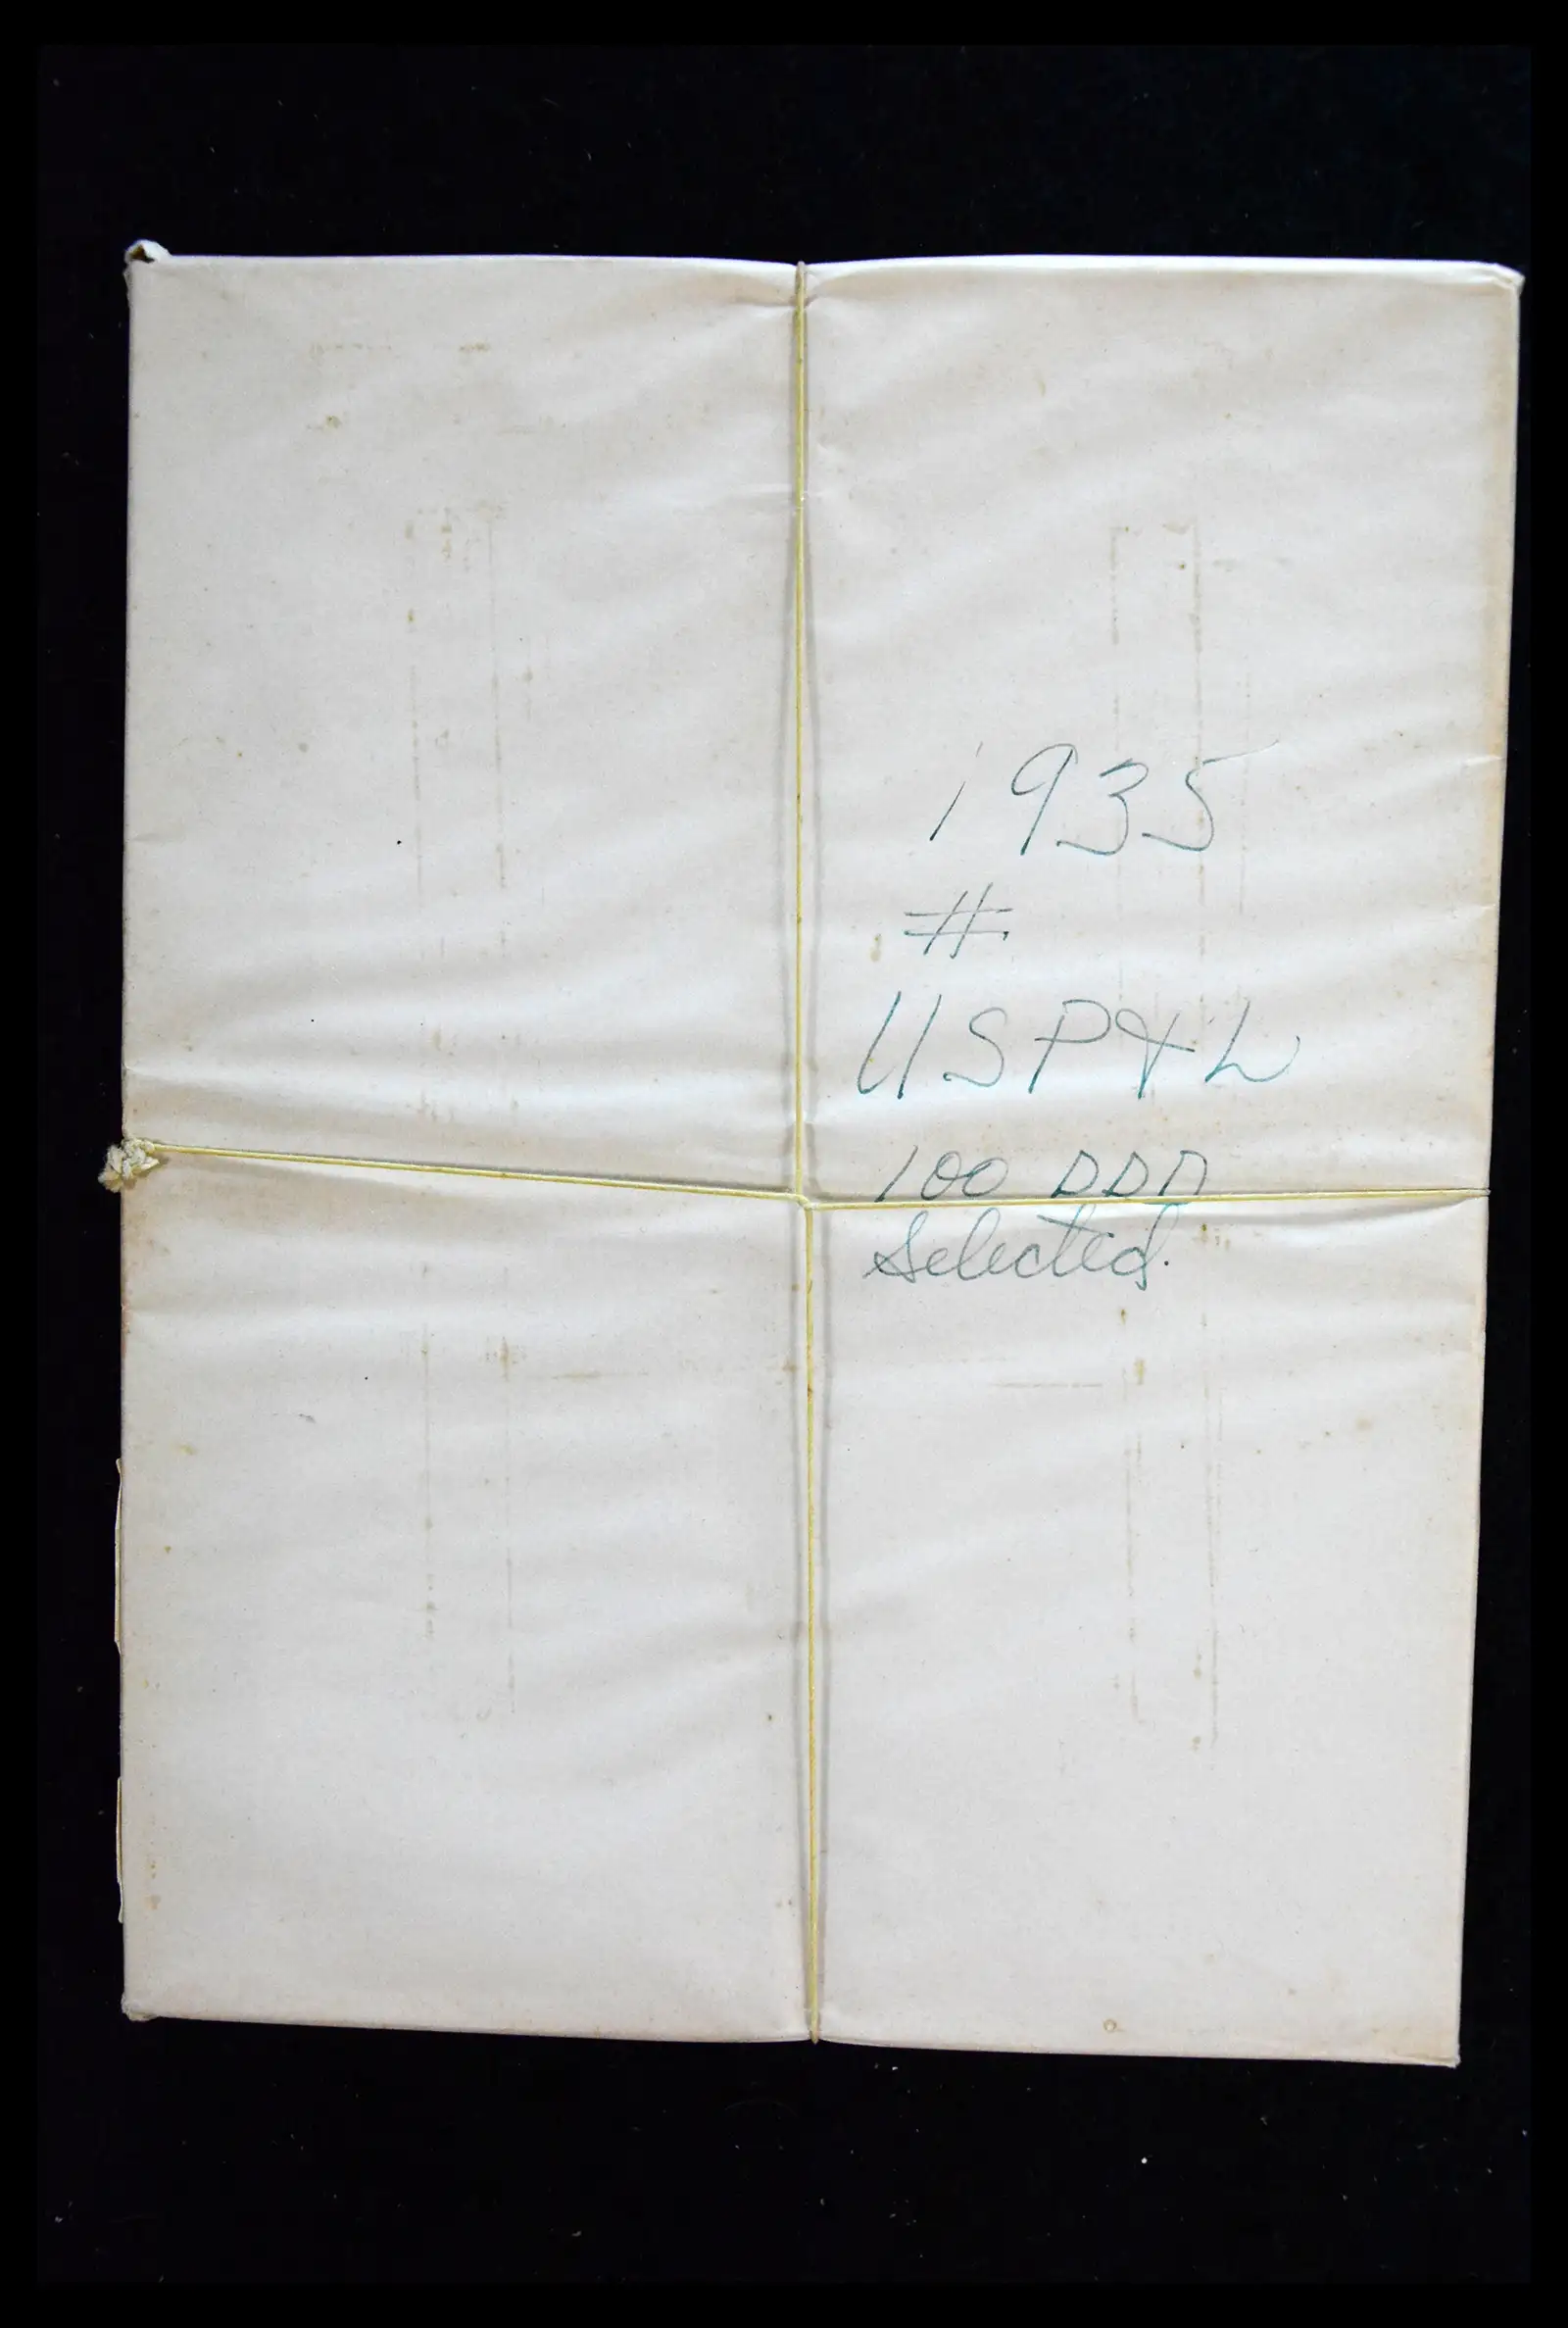 1935
#.
USP&L
100 DDD
Selected.